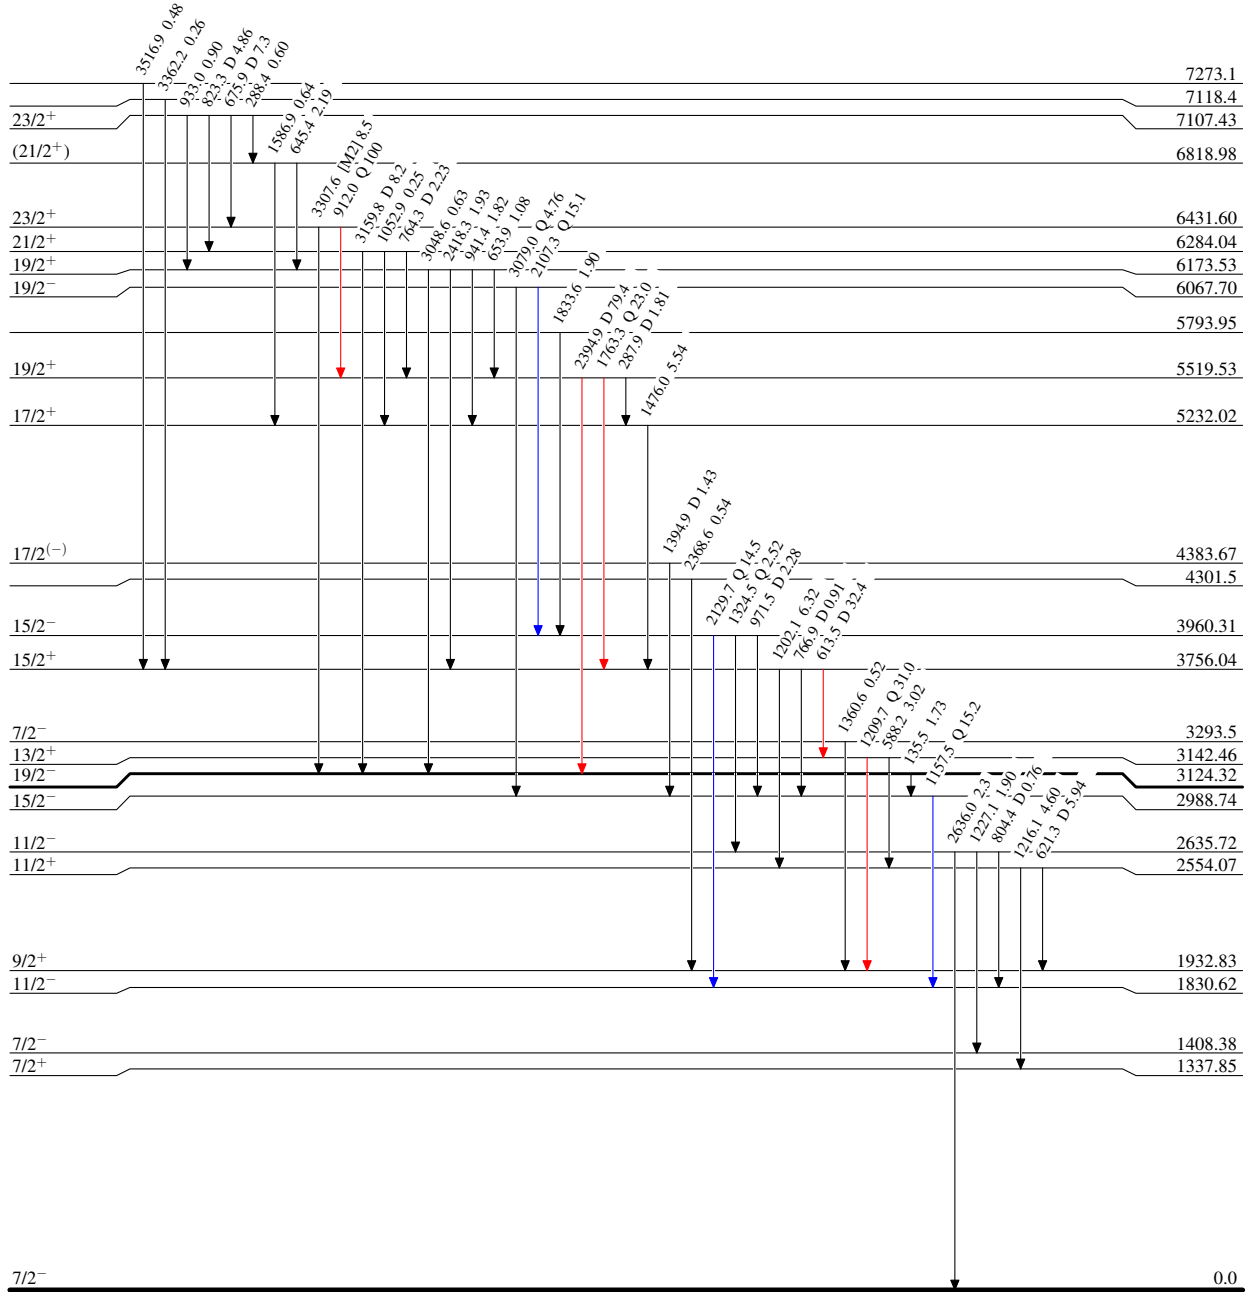 3516.9 0.48
3362.2 0.26
933.0 0.90
823.3 D 4.86
675.9 D 7.3
288.4 0.60
1586.9 0.64
645.4 2.19
3307.6 [M2] 8.5
912.0 Q 100
3159.8 D 8.2
1052.9 0.25
764.3 D 2.23
3048.6 0.63
2418.3 1.93
941.4 1.82
653.9 1.08
3079.0 Q 4.76
2107.3 Q 15.1
1833.6 1.90
2394.9 D 79.4
1763.3 Q 23.0
287.9 D 1.81
1476.0 5.54
1394.9 D 1.43
2368.6 0.54
2129.7 Q 14.5
1324.5 Q 2.52
971.5 D 2.28
1202.1 6.32
766.9 D 0.91
613.5 D 32.4
1360.6 0.52
1209.7 Q 31.0
588.2 3.02
135.5 1.73
1157.5 Q 15.2
2636.0 2.3
1227.1 1.90
804.4 D 0.76
1216.1 4.60
621.3 D 5.94
7273.1
7118.4
23/2⁺ 7107.43
(21/2⁺) 6818.98
23/2⁺ 6431.60
21/2⁺ 6284.04
19/2⁺ 6173.53
19/2⁻ 6067.70
5793.95
19/2⁺ 5519.53
17/2⁺ 5232.02
17/2⁽⁻⁾ 4383.67
4301.5
15/2⁻ 3960.31
15/2⁺ 3756.04
7/2⁻ 3293.5
13/2⁺ 3142.46
19/2⁻ 3124.32
15/2⁻ 2988.74
11/2⁻ 2635.72
11/2⁺ 2554.07
9/2⁺ 1932.83
11/2⁻ 1830.62
7/2⁻ 1408.38
7/2⁺ 1337.85
7/2⁻ 0.0